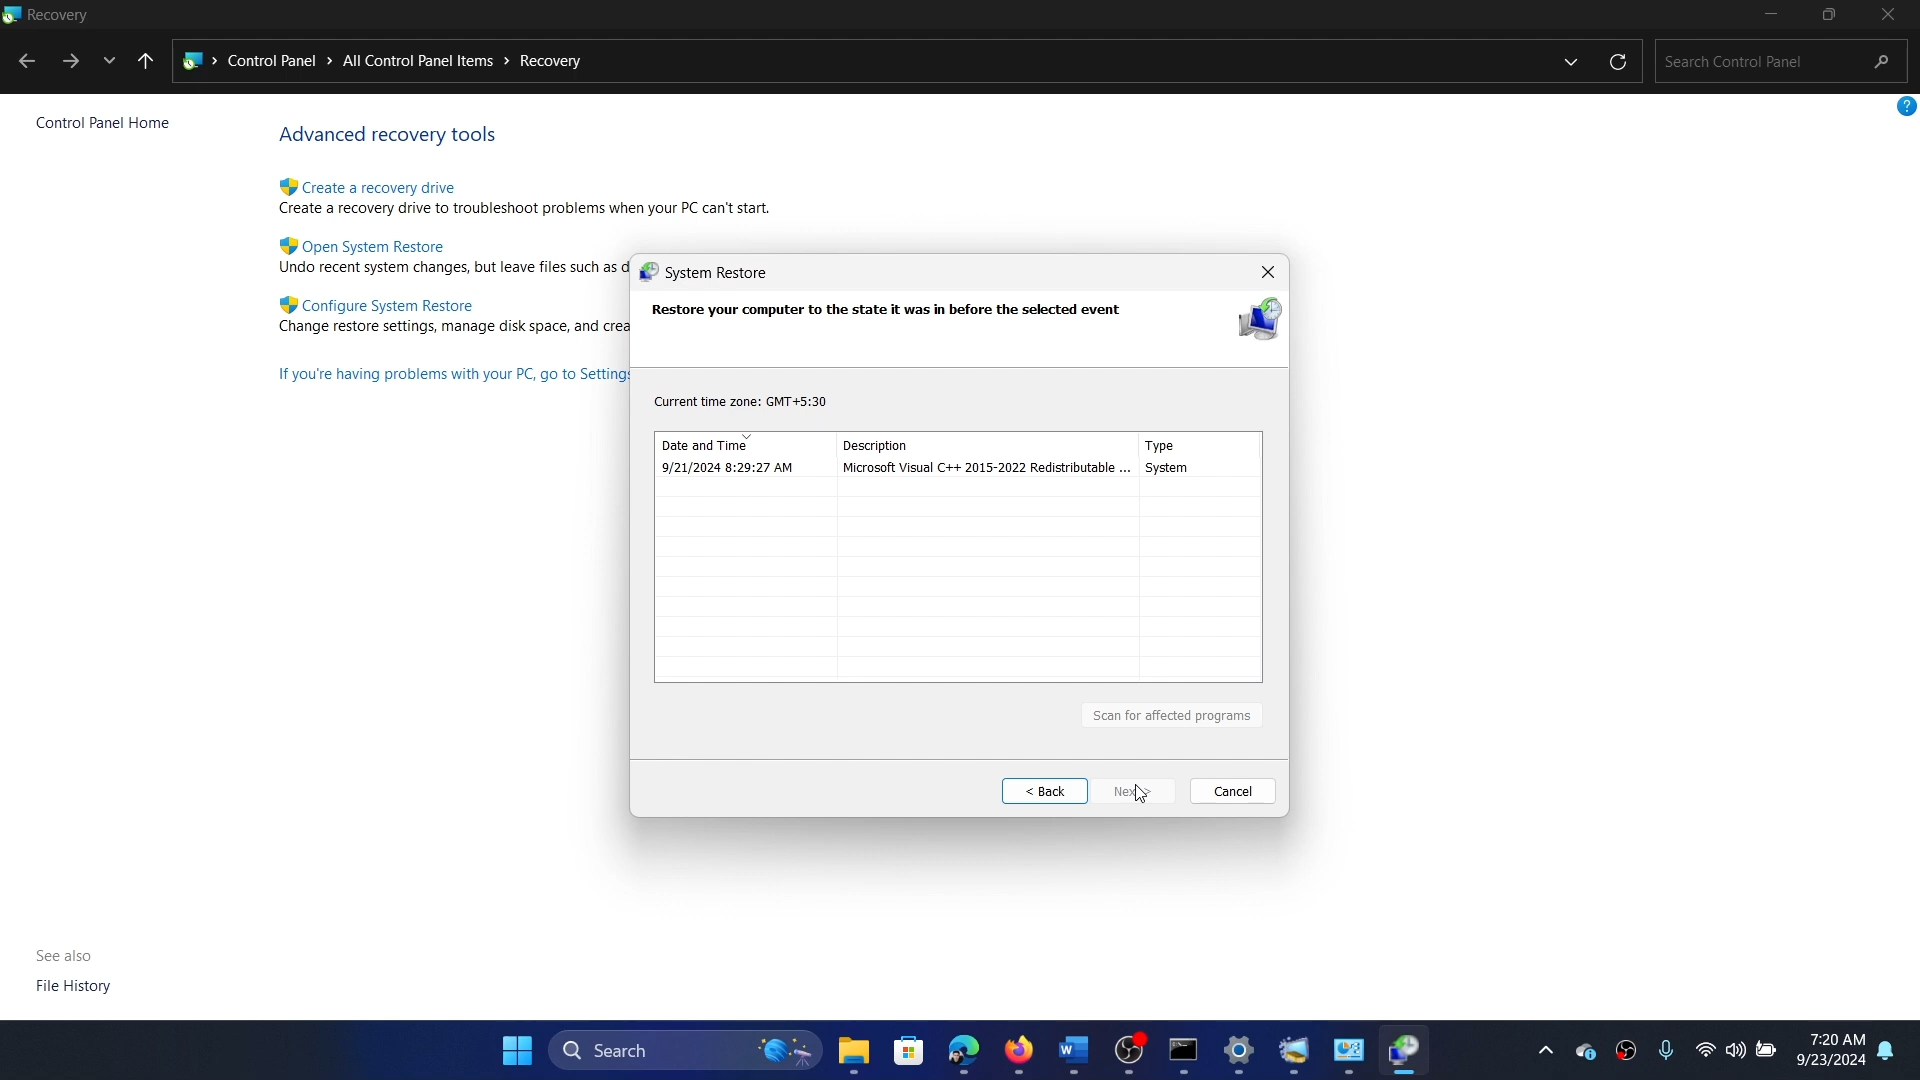 Recovery
Control Panel > All Control Panel Items > Recovery
Search Control Panel
Control Panel Home
Advanced recovery tools
Create a recovery drive
Create a recovery drive to troubleshoot problems when your PC can't start.
Open System Restore
Undo recent system changes, but leave files such as d
Configure System Restore
Change restore settings, manage disk space, and crea
If you're having problems with your PC, go to Settings
System Restore
Restore your computer to the state it was in before the selected event
Current time zone: GMT+5:30
Date and Time Description Type
9/21/2024 8:29:27 AM Microsoft Visual C++ 2015-2022 Redistributable ... System
Scan for affected programs
< Back Next > Cancel
See also
File History
Search
7:20 AM
9/23/2024